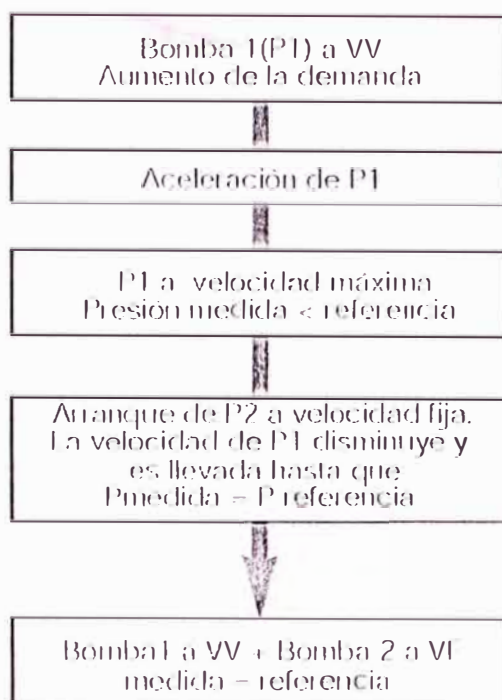 Bomba 1(P1) a VV
Aumento de la demanda
Aceleración de P1
P1 a velocidad máxima
Presión medida < referencia
Arranque de P2 a velocidad fija.
La velocidad de P1 disminuye y
es llevada hasta que
Pmedida = P referencia
Bomba1 a VV + Bomba 2 a VF
medida = referencia